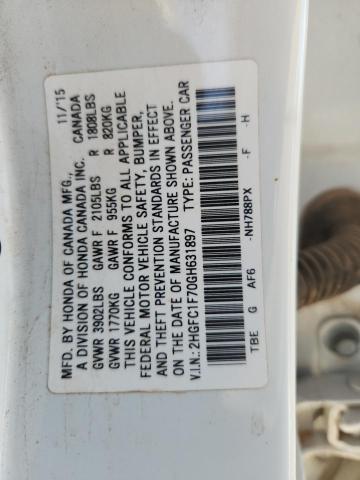 MFD. BY HONDA OF CANADA MFG., 11/'15
A DIVISION OF HONDA CANADA INC. CANADA
GVWR 3902LBS GAWR F 2105LBS R 1808LBS
GVWR 1770KG GAWR F 955KG R 820KG
THIS VEHICLE CONFORMS TO ALL APPLICABLE
FEDERAL MOTOR VEHICLE SAFETY, BUMPER,
AND THEFT PREVENTION STANDARDS IN EFFECT
ON THE DATE OF MANUFACTURE SHOWN ABOVE.
V.I.N.: 2HGFC1F70GH631897 TYPE: PASSENGER CAR
TBE G AF6 -NH788PX -F -H